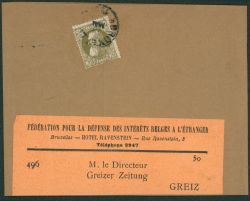 FÉDÉRATION POUR LA DÉFENSE DES INTÉRÊTS BELGES A L'ÉTRANGER
Bruxelles — HOTEL RAVENSTEIN — Rue Ravenstein, 3
Téléphone 2947
496 50
M. le Directeur
Greizer Zeitung
GREIZ